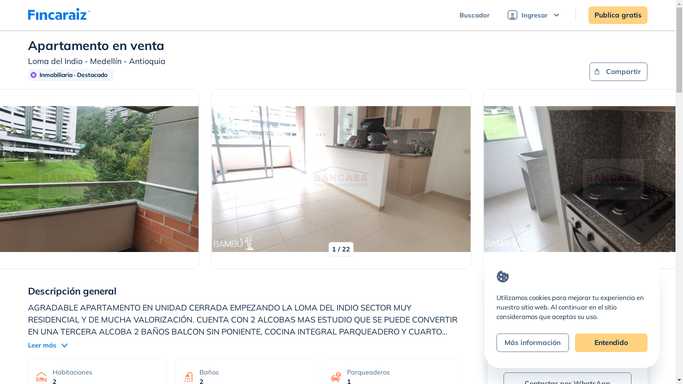 Fincaraiz
Buscador
Ingresar
Publica gratis
Apartamento en venta
Loma del Indio - Medellín - Antioquia
Inmobiliaria · Destacado
Compartir
BAMBÚ
1 / 22
Descripción general
AGRADABLE APARTAMENTO EN UNIDAD CERRADA EMPEZANDO LA LOMA DEL INDIO SECTOR MUY
RESIDENCIAL Y DE MUCHA VALORIZACIÓN. CUENTA CON 2 ALCOBAS MAS ESTUDIO QUE SE PUEDE CONVERTIR
EN UNA TERCERA ALCOBA 2 BAÑOS BALCON SIN PONIENTE, COCINA INTEGRAL PARQUEADERO Y CUARTO...
Leer más
Habitaciones
2
Baños
2
Parqueaderos
1
Utilizamos cookies para mejorar tu experiencia en
nuestro sitio web. Al continuar en el sitio
consideramos que aceptas su uso.
Más información
Entendido
Contactar por WhatsApp